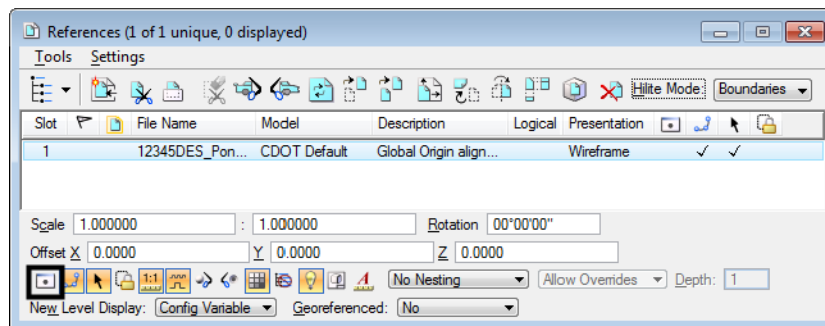 References (1 of 1 unique, 0 displayed)
Tools Settings
Hilite Mode: Boundaries
Slot File Name Model Description Logical Presentation
1 12345DES_Pon... CDOT Default Global Origin align... Wireframe
Scale 1.000000 : 1.000000 Rotation 00°00'00"
Offset X 0.0000 Y 0.0000 Z 0.0000
1:1 A No Nesting Allow Overrides Depth: 1
New Level Display: Config Variable Georeferenced: No